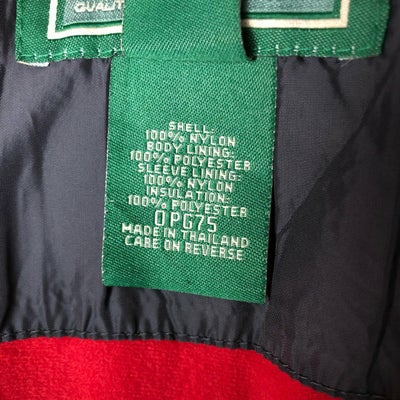 QUALIT
SHELL:
100% NYLON
BODY LINING:
100% POLYESTER
SLEEVE LINING:
100% NYLON
INSULATION:
100% POLYESTER
OPG75
MADE IN THAILAND
CARE ON REVERSE